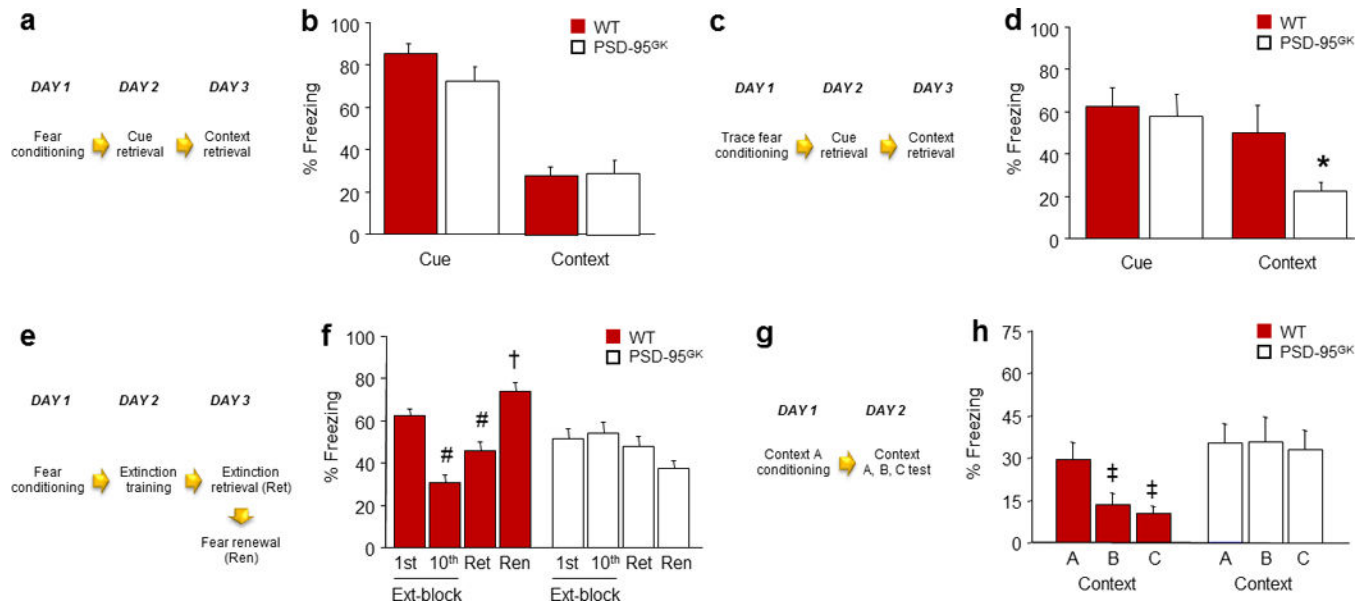 a
DAY 1 DAY 2 DAY 3
Fear conditioning Cue retrieval Context retrieval
b
WT
PSD-95GK
% Freezing
100
80
60
40
20
0
Cue Context
c
DAY 1 DAY 2 DAY 3
Trace fear conditioning Cue retrieval Context retrieval
d
WT
PSD-95GK
% Freezing
100
80
60
40
20
0
*
Cue Context
e
DAY 1 DAY 2 DAY 3
Fear conditioning Extinction training Extinction retrieval (Ret)
Fear renewal
(Ren)
f
WT
PSD-95GK
% Freezing
100
80
60
40
20
0
# # †
1st 10th Ret Ren 1st 10th Ret Ren
Ext-block Ext-block
g
DAY 1 DAY 2
Context A conditioning Context A, B, C test
h
WT
PSD-95GK
% Freezing
75
60
45
30
15
0
‡ ‡
A B C A B C
Context Context